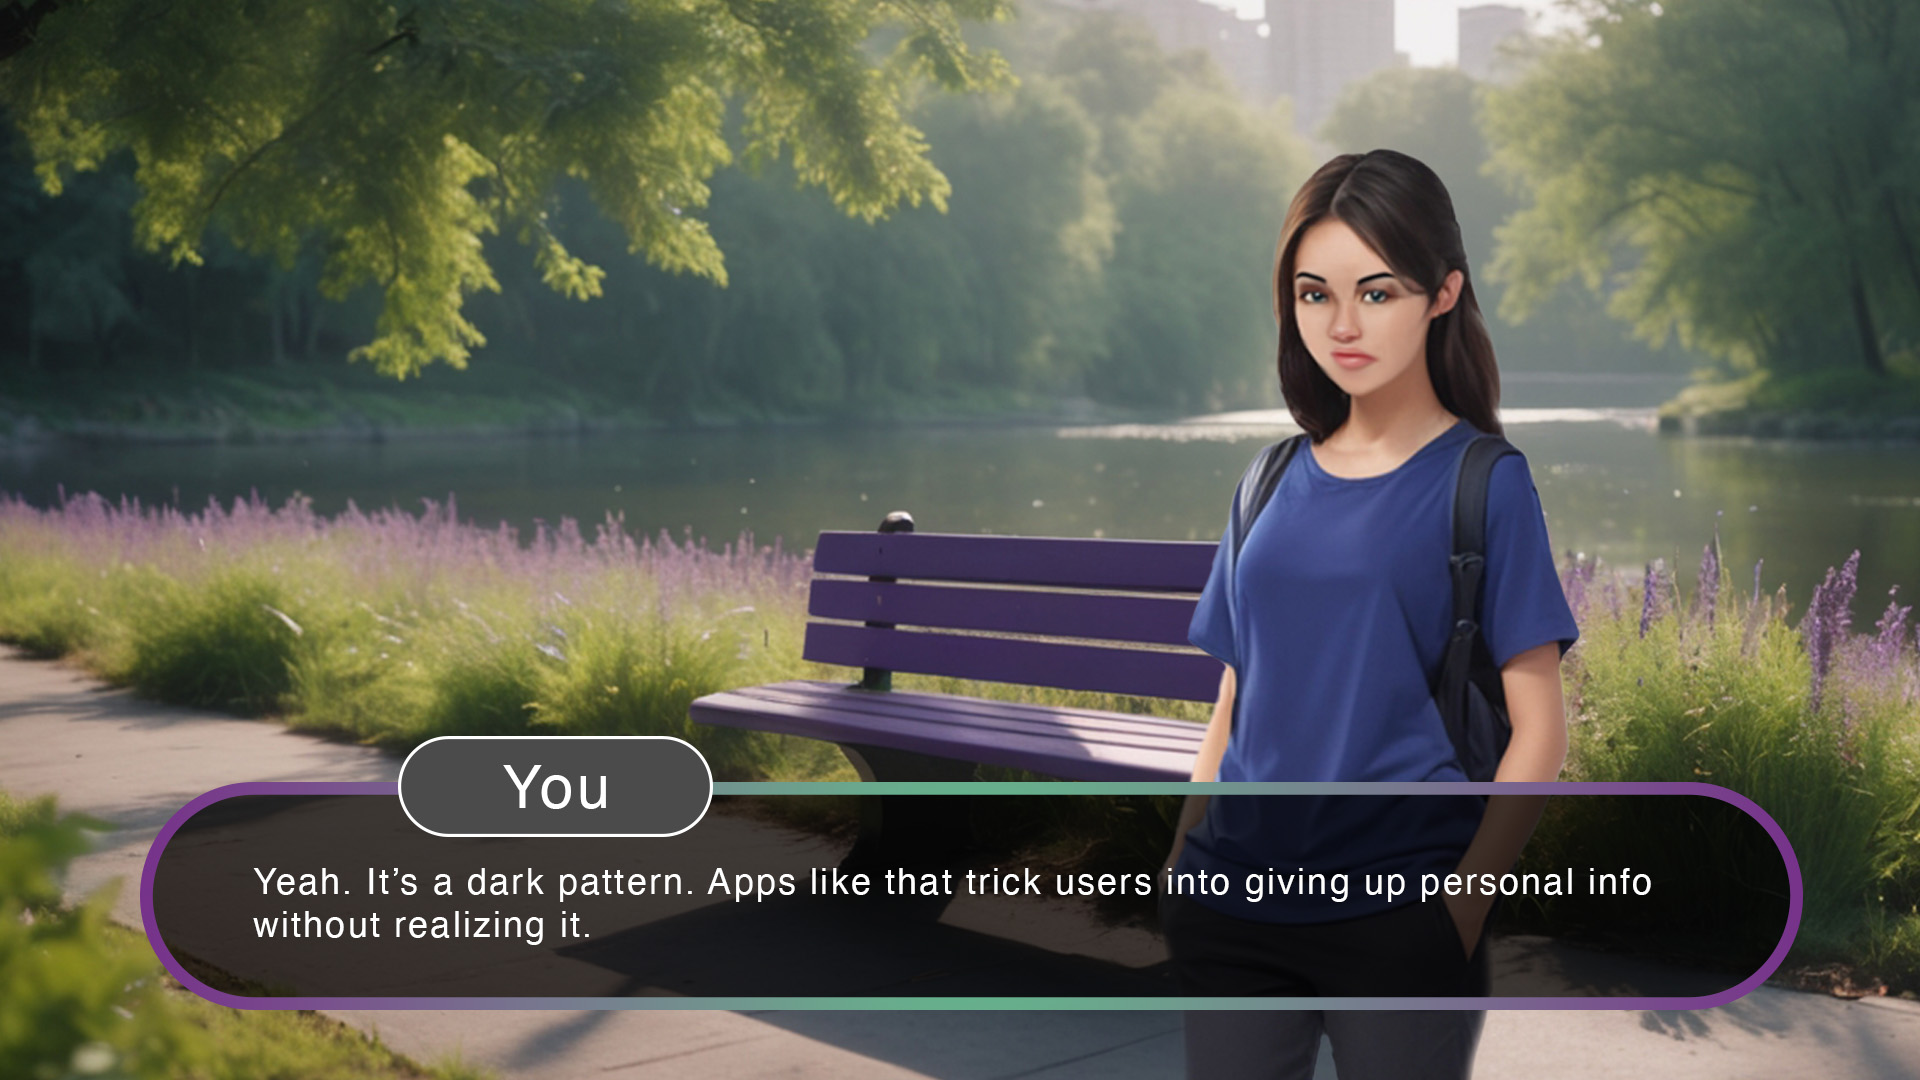 You
Yeah. It’s a dark pattern. Apps like that trick users into giving up personal info
without realizing it.